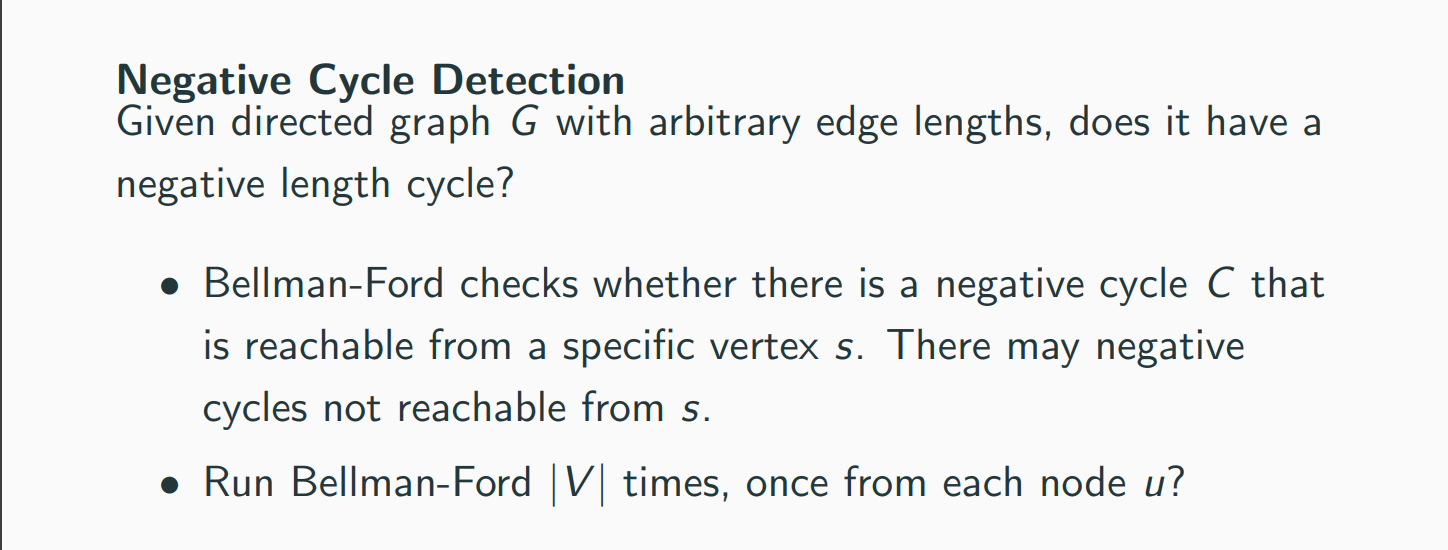 Negative Cycle Detection
Given directed graph G with arbitrary edge lengths, does it have a
negative length cycle?
• Bellman-Ford checks whether there is a negative cycle C that
is reachable from a specific vertex s. There may negative
cycles not reachable from s.
• Run Bellman-Ford |V| times, once from each node u?